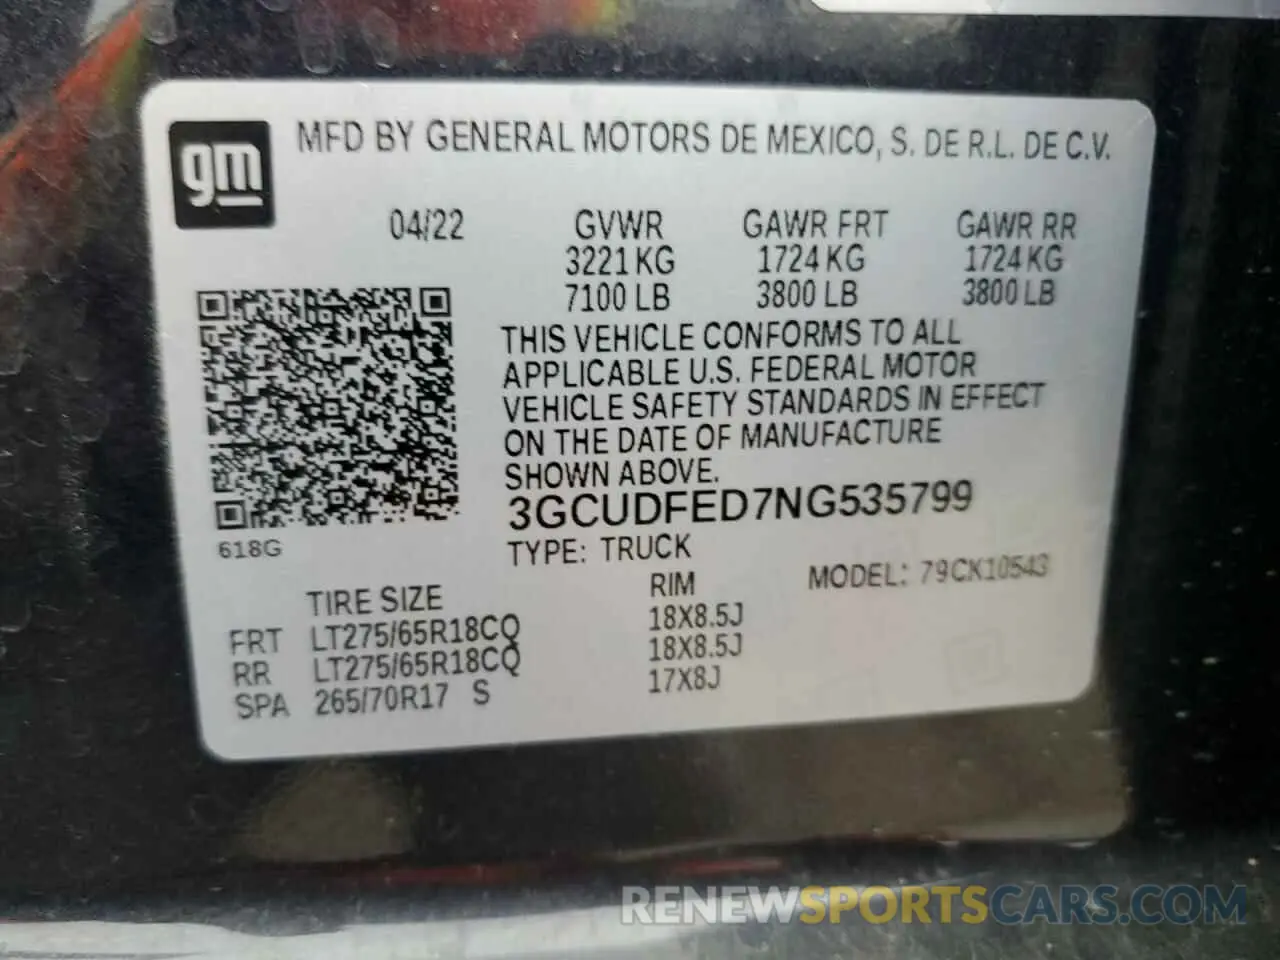 gm
MFD BY GENERAL MOTORS DE MEXICO, S. DE R.L. DE C.V.
04/22 GVWR GAWR FRT GAWR RR
3221 KG 1724 KG 1724 KG
7100 LB 3800 LB 3800 LB
THIS VEHICLE CONFORMS TO ALL
APPLICABLE U.S. FEDERAL MOTOR
VEHICLE SAFETY STANDARDS IN EFFECT
ON THE DATE OF MANUFACTURE
SHOWN ABOVE.
3GCUDFED7NG535799
618G
TYPE: TRUCK
MODEL: 79CK10543
TIRE SIZE RIM
FRT LT275/65R18CQ 18X8.5J
RR LT275/65R18CQ 18X8.5J
SPA 265/70R17 S 17X8J
RENEWSPORTSCARS.COM